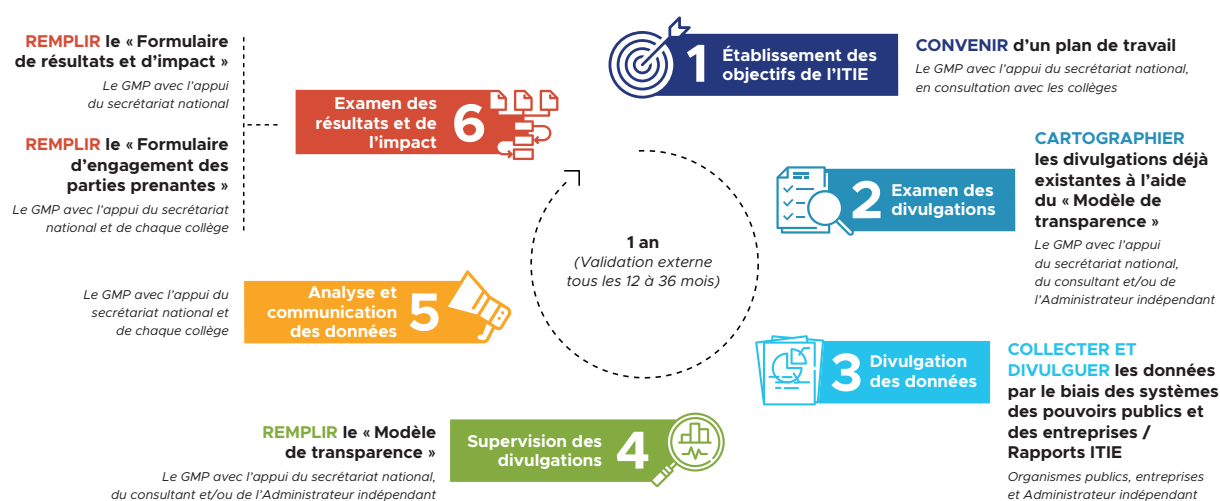 1
Établissement des
objectifs de l'ITIE
CONVENIR d'un plan de travail
Le GMP avec l'appui du secrétariat national,
en consultation avec les collèges
2
Examen des
divulgations
CARTOGRAPHIER
les divulgations déjà
existantes à l'aide
du « Modèle de
transparence »
Le GMP avec l'appui
du secrétariat national,
du consultant et/ou de
l'Administrateur indépendant
3
Divulgation
des données
COLLECTER ET
DIVULGUER les données
par le biais des systèmes
des pouvoirs publics et
des entreprises /
Rapports ITIE
Organismes publics, entreprises
et Administrateur indépendant
4
Supervision des
divulgations
REMPLIR le « Modèle
de transparence »
Le GMP avec l'appui du secrétariat national,
du consultant et/ou de l'Administrateur indépendant
5
Analyse et
communication
des données
Le GMP avec l'appui du
secrétariat national et
de chaque collège
6
Examen des
résultats et de
l'impact
REMPLIR le « Formulaire
de résultats et d'impact »
Le GMP avec l'appui
du secrétariat national
REMPLIR le « Formulaire
d'engagement des
parties prenantes »
Le GMP avec l'appui du secrétariat
national et de chaque collège
1 an
(Validation externe
tous les 12 à 36 mois)